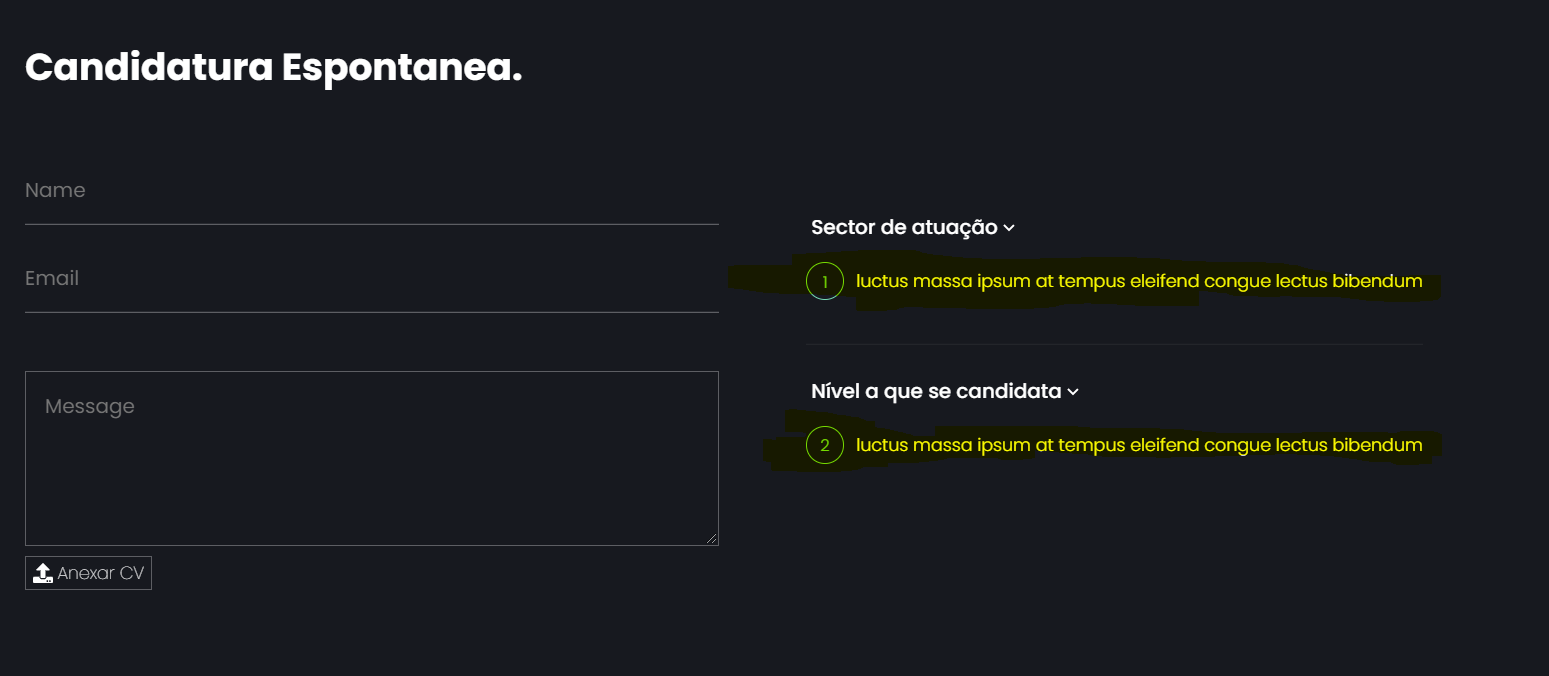 Candidatura Espontanea.
Name
Email
Message
Anexar CV
Sector de atuação
1 luctus massa ipsum at tempus eleifend congue lectus bibendum
Nível a que se candidata
2 luctus massa ipsum at tempus eleifend congue lectus bibendum